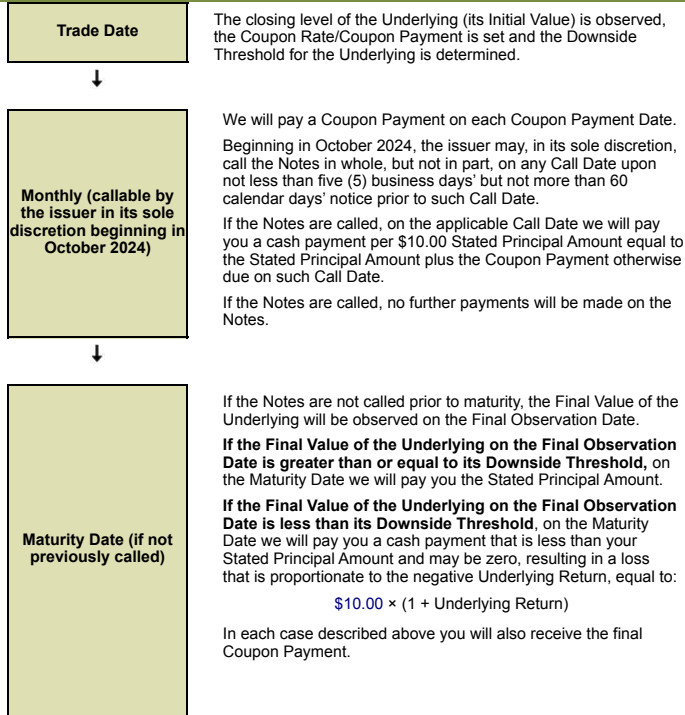 Trade Date
The closing level of the Underlying (its Initial Value) is observed,
the Coupon Rate/Coupon Payment is set and the Downside
Threshold for the Underlying is determined.
Monthly (callable by
the issuer in its sole
discretion beginning in
October 2024)
We will pay a Coupon Payment on each Coupon Payment Date.
Beginning in October 2024, the issuer may, in its sole discretion,
call the Notes in whole, but not in part, on any Call Date upon
not less than five (5) business days’ but not more than 60
calendar days’ notice prior to such Call Date.
If the Notes are called, on the applicable Call Date we will pay
you a cash payment per $10.00 Stated Principal Amount equal to
the Stated Principal Amount plus the Coupon Payment otherwise
due on such Call Date.
If the Notes are called, no further payments will be made on the
Notes.
Maturity Date (if not
previously called)
If the Notes are not called prior to maturity, the Final Value of the
Underlying will be observed on the Final Observation Date.
If the Final Value of the Underlying on the Final Observation
Date is greater than or equal to its Downside Threshold, on
the Maturity Date we will pay you the Stated Principal Amount.
If the Final Value of the Underlying on the Final Observation
Date is less than its Downside Threshold, on the Maturity
Date we will pay you a cash payment that is less than your
Stated Principal Amount and may be zero, resulting in a loss
that is proportionate to the negative Underlying Return, equal to:
$10.00 × (1 + Underlying Return)
In each case described above you will also receive the final
Coupon Payment.